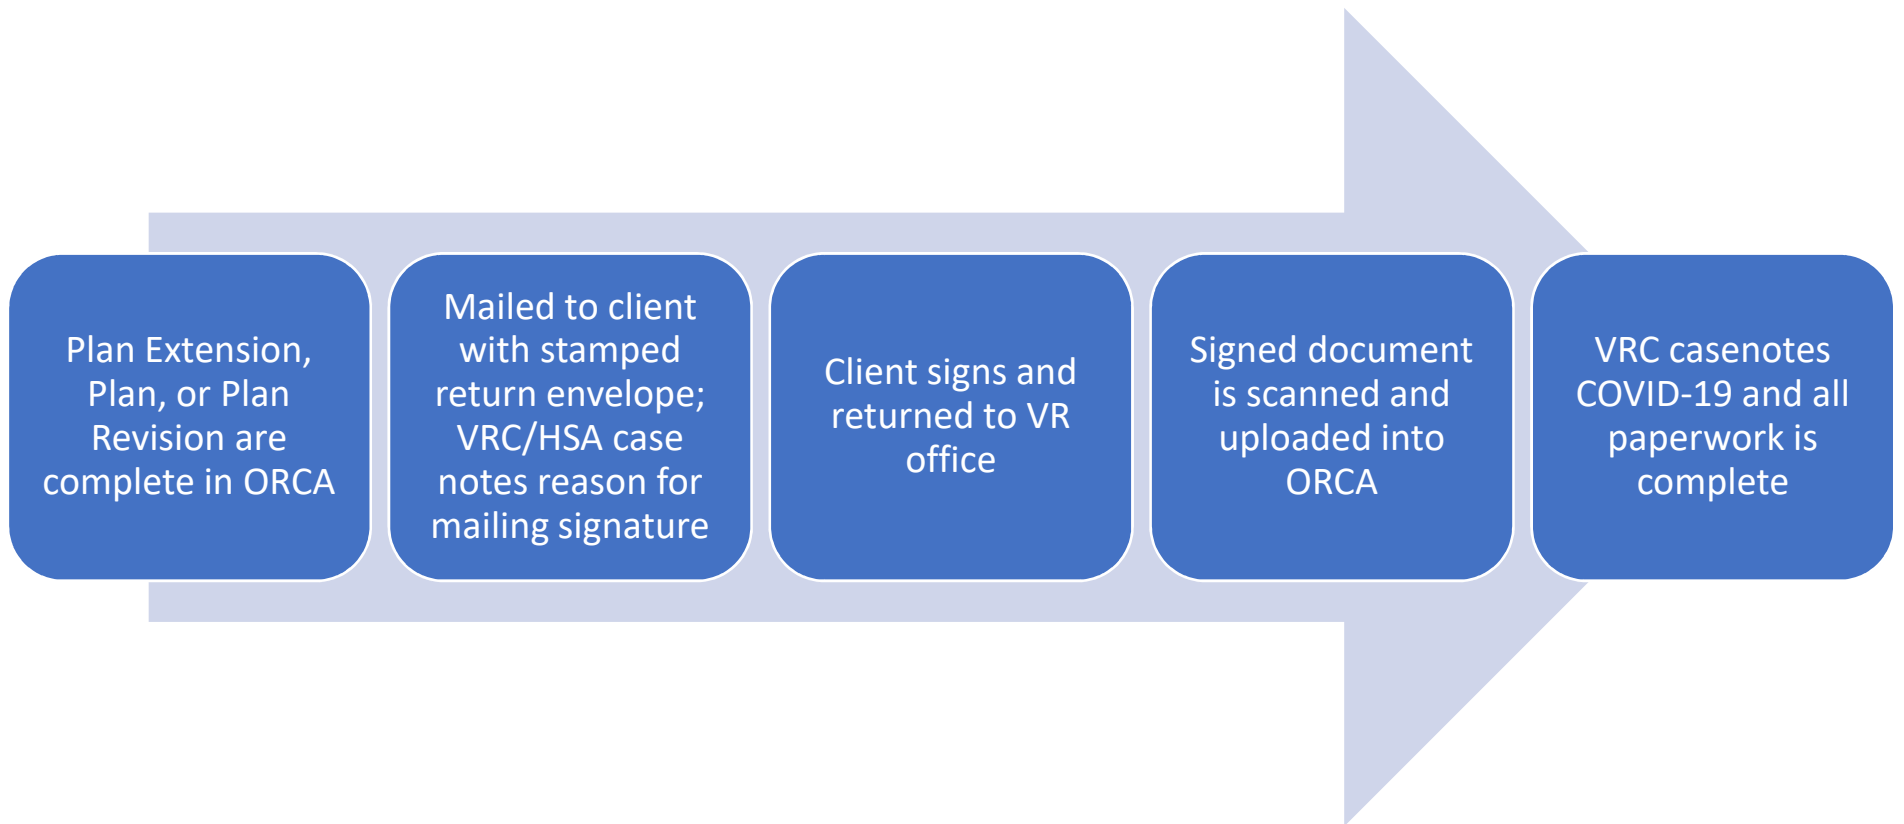 Plan Extension,
Plan, or Plan
Revision are
complete in ORCA
Mailed to client
with stamped
return envelope;
VRC/HSA case
notes reason for
mailing signature
Client signs and
returned to VR
office
Signed document
is scanned and
uploaded into
ORCA
VRC casenotes
COVID-19 and all
paperwork is
complete